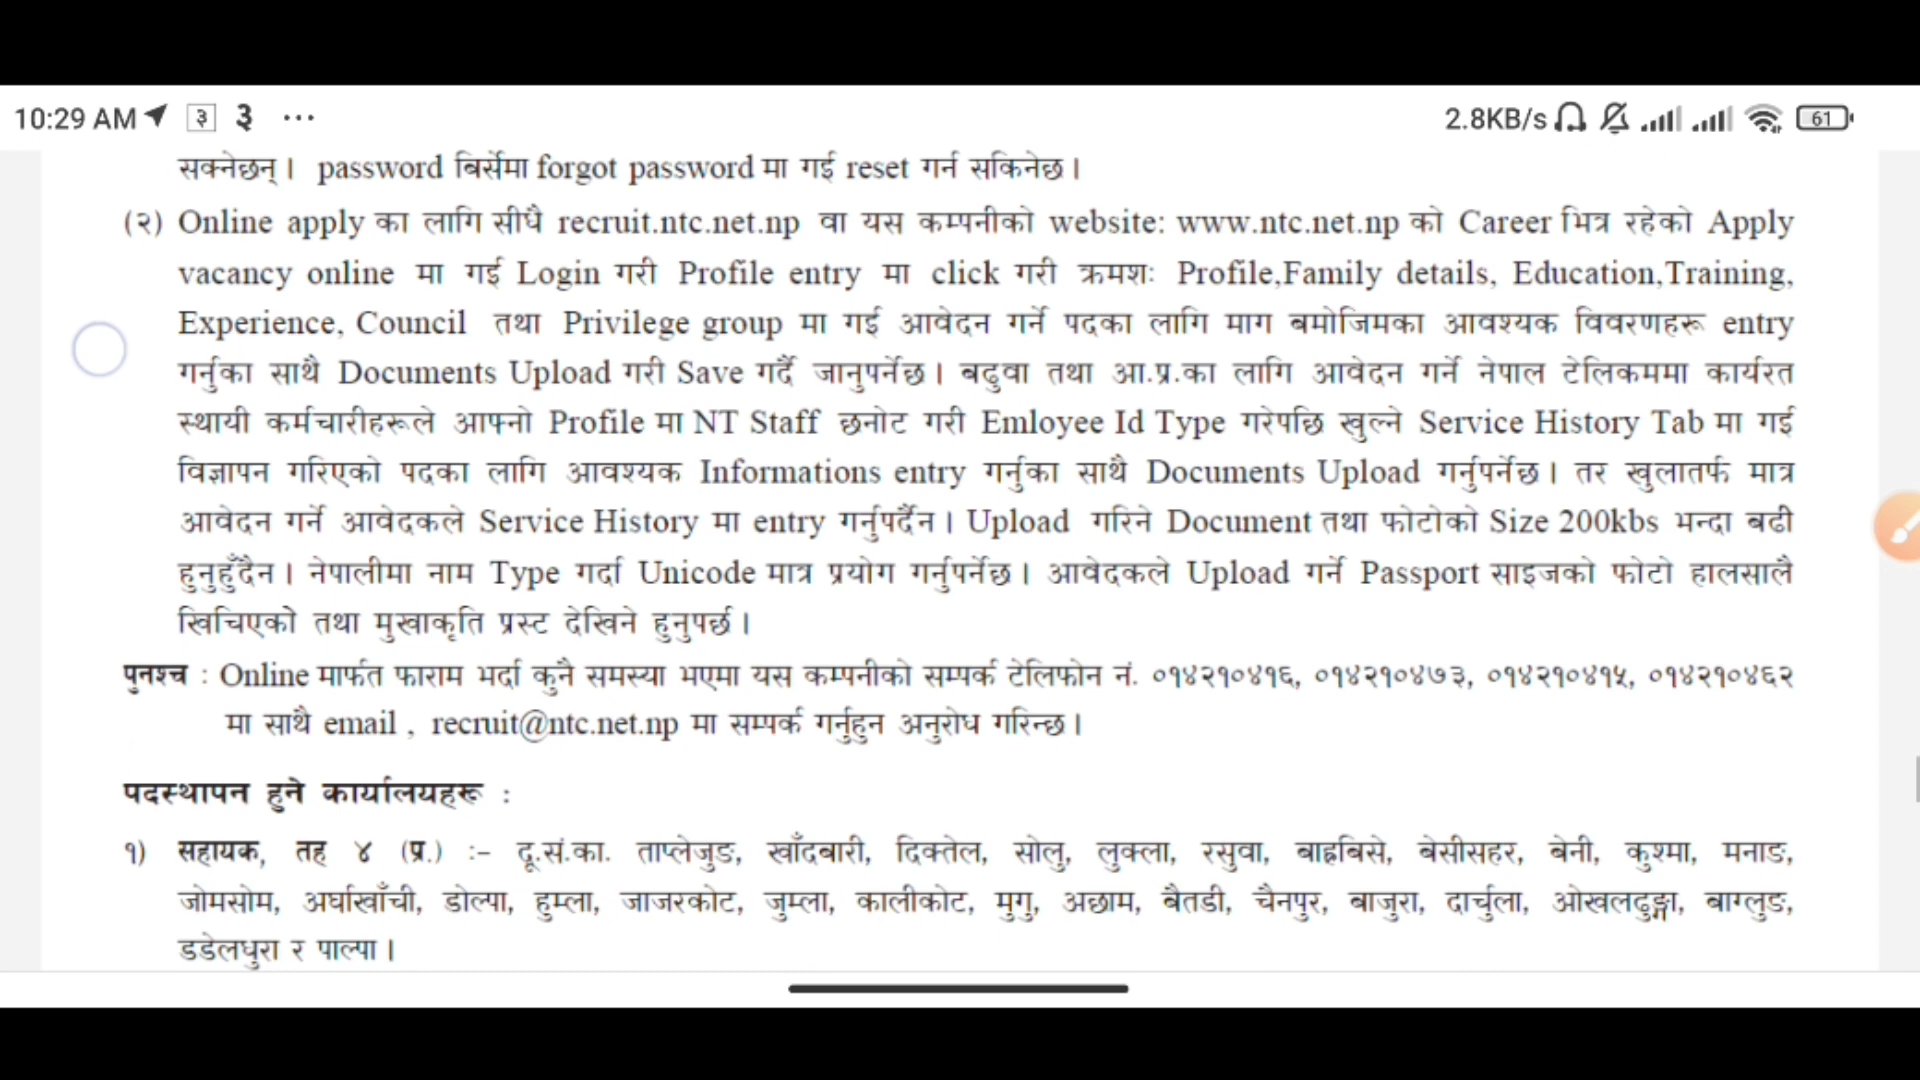 10:29 AM ३ ३ ...
2.8KB/s 61
सक्नेछन् । password बिर्सेमा forgot password मा गई reset गर्न सकिनेछ ।
(२) Online apply का लागि सीधै recruit.ntc.net.np वा यस कम्पनीको website: www.ntc.net.np को Career भित्र रहेको Apply
vacancy online मा गई Login गरी Profile entry मा click गरी क्रमशः Profile,Family details, Education,Training,
Experience, Council तथा Privilege group मा गई आवेदन गर्ने पदका लागि माग बमोजिमका आवश्यक विवरणहरू entry
गर्नुका साथै Documents Upload गरी Save गर्दै जानुपर्नेछ । बढुवा तथा आ.प्र.का लागि आवेदन गर्ने नेपाल टेलिकममा कार्यरत
स्थायी कर्मचारीहरूले आफ्नो Profile मा NT Staff छनोट गरी Emloyee Id Type गरेपछि खुल्ने Service History Tab मा गई
विज्ञापन गरिएको पदका लागि आवश्यक Informations entry गर्नुका साथै Documents Upload गर्नुपर्नेछ । तर खुलातर्फ मात्र
आवेदन गर्ने आवेदकले Service History मा entry गर्नुपर्दैन । Upload गरिने Document तथा फोटोको Size 200kbs भन्दा बढी
हुनुहुँदैन । नेपालीमा नाम Type गर्दा Unicode मात्र प्रयोग गर्नुपर्नेछ । आवेदकले Upload गर्ने Passport साइजको फोटो हालसालै
खिचिएको तथा मुखाकृति प्रस्ट देखिने हुनुपर्छ ।
पुनश्च : Online मार्फत फाराम भर्दा कुनै समस्या भएमा यस कम्पनीको सम्पर्क टेलिफोन नं. ०१४२१०४१६, ०१४२१०४७३, ०१४२१०४१५, ०१४२१०४६२
मा साथै email , recruit@ntc.net.np मा सम्पर्क गर्नुहुन अनुरोध गरिन्छ ।
पदस्थापन हुने कार्यालयहरू :
१) सहायक, तह ४ (प्र.) :- दू.सं.का. ताप्लेजुङ, खाँदबारी, दिक्तेल, सोलु, लुक्ला, रसुवा, बाह्रबिसे, बेसीसहर, बेनी, कुश्मा, मनाङ,
जोमसोम, अर्घाखाँची, डोल्पा, हुम्ला, जाजरकोट, जुम्ला, कालीकोट, मुगु, अछाम, बैतडी, चैनपुर, बाजुरा, दार्चुला, ओखलढुङ्गा, बाग्लुङ,
डडेलधुरा र पाल्पा ।